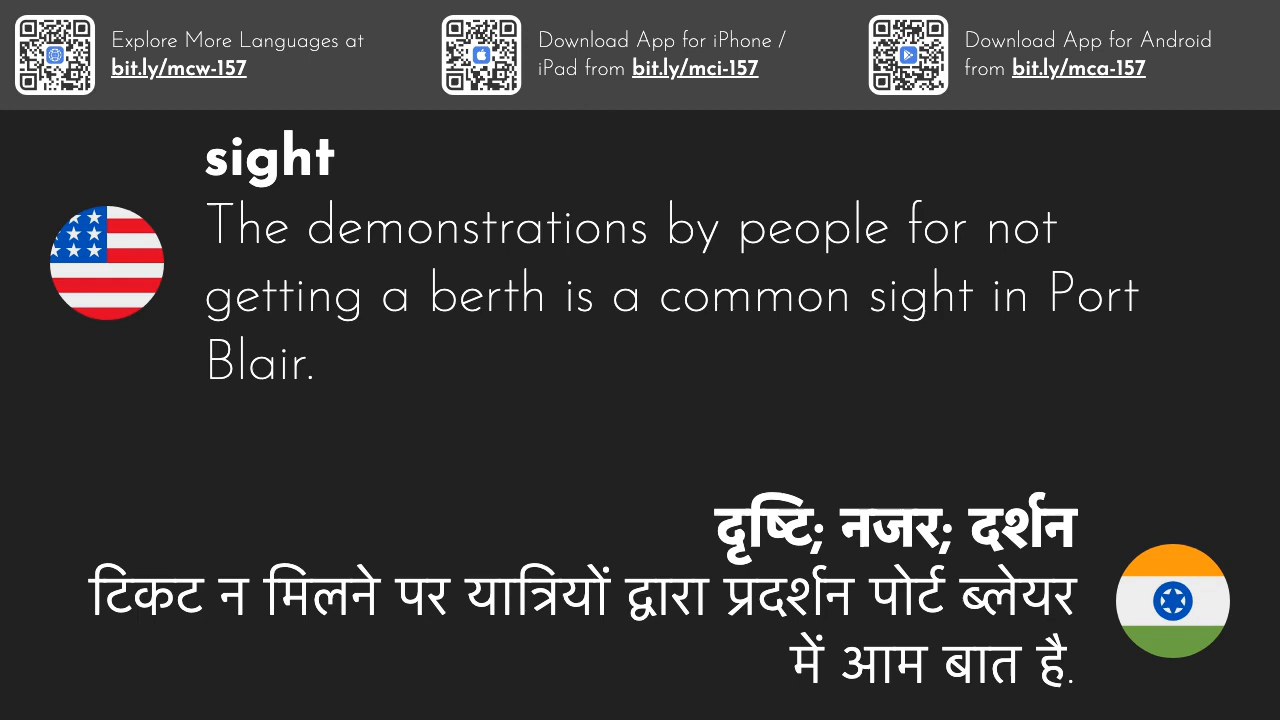 Explore More Languages at
bit.ly/mcw-157
Download App for iPhone /
iPad from bit.ly/mci-157
Download App for Android
from bit.ly/mca-157
sight
The demonstrations by people for not
getting a berth is a common sight in Port
Blair.
दृष्टि; नजर; दर्शन
टिकट न मिलने पर यात्रियों द्वारा प्रदर्शन पोर्ट ब्लेयर
में आम बात है.